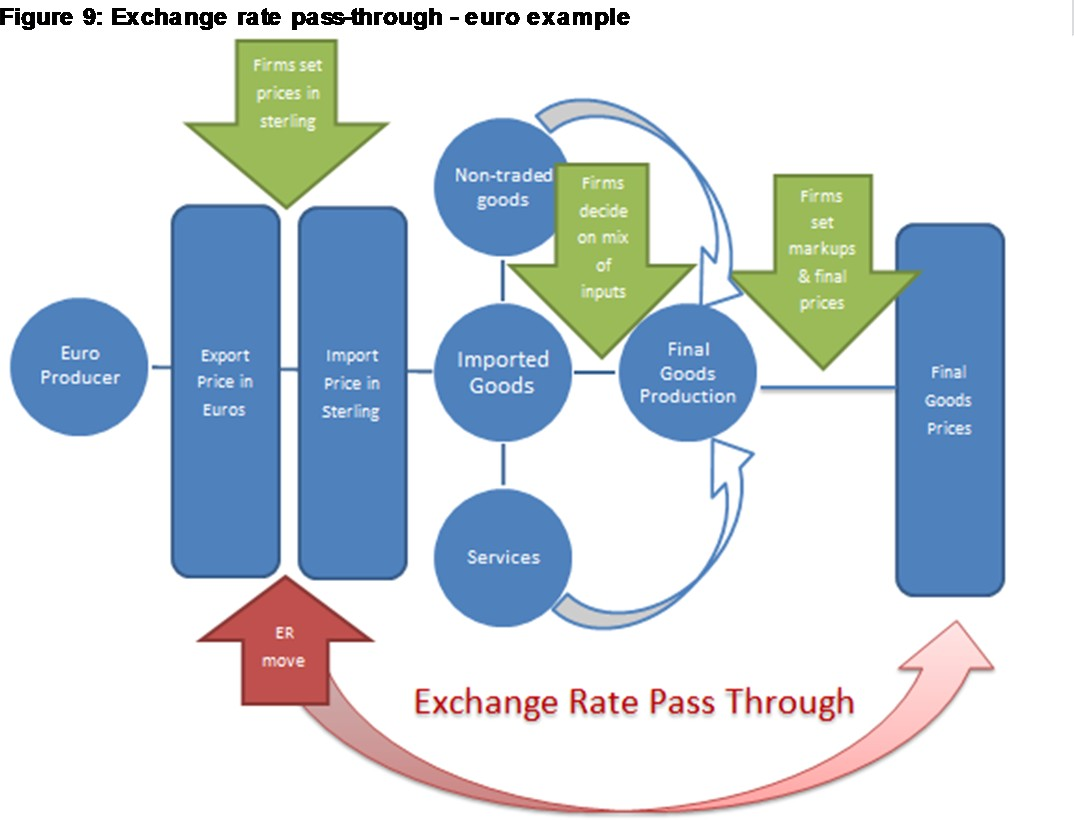 Figure 9: Exchange rate pass-through - euro example
Firms set
prices in
sterling
Non-traded
goods
Firms
decide
on mix
of
inputs
Firms
set
markups
& final
prices
Euro
Producer
Export
Price in
Euros
Import
Price in
Sterling
Imported
Goods
Final
Goods
Production
Final
Goods
Prices
Services
ER
move
Exchange Rate Pass Through